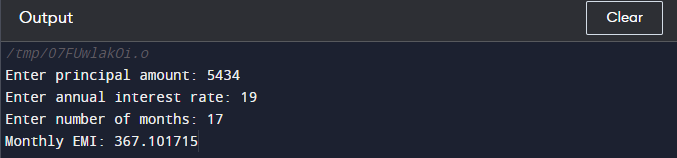 Output
Clear
/tmp/07FUwlakOi.o
Enter principal amount: 5434
Enter annual interest rate: 19
Enter number of months: 17
Monthly EMI: 367.101715